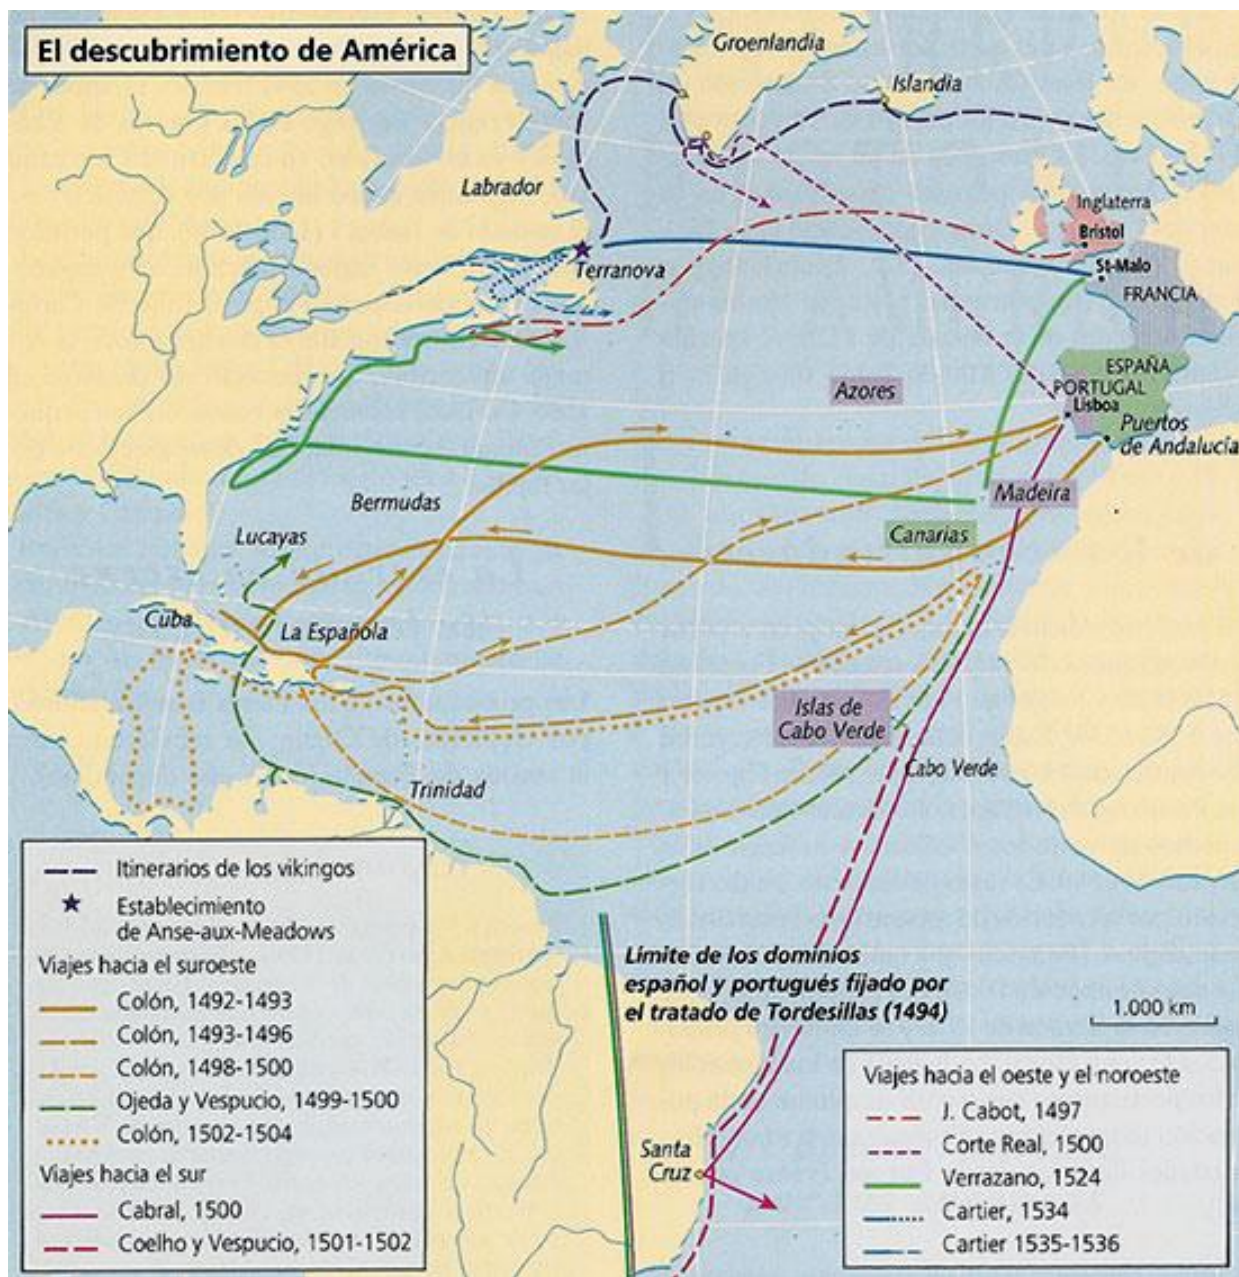 El descubrimiento de América
Groenlandia
Islandia
Labrador
Inglaterra
Bristol
Terranova
St-Malo
FRANCIA
ESPAÑA
PORTUGAL
Azores
Lisboa
Puertos
de Andalucía
Bermudas
Madeira
Lucayas
Canarias
Cuba
La Española
Islas de
Cabo Verde
Cabo Verde
Trinidad
Itinerarios de los vikingos
Establecimiento
de Anse-aux-Meadows
Viajes hacia el suroeste
Colón, 1492-1493
Colón, 1493-1496
Colón, 1498-1500
Ojeda y Vespucio, 1499-1500
Colón, 1502-1504
Viajes hacia el sur
Cabral, 1500
Coelho y Vespucio, 1501-1502
Límite de los dominios
español y portugués fijado por
el tratado de Tordesillas (1494)
1.000 km
Santa
Cruz
Viajes hacia el oeste y el noroeste
J. Cabot, 1497
Corte Real, 1500
Verrazano, 1524
Cartier, 1534
Cartier 1535-1536